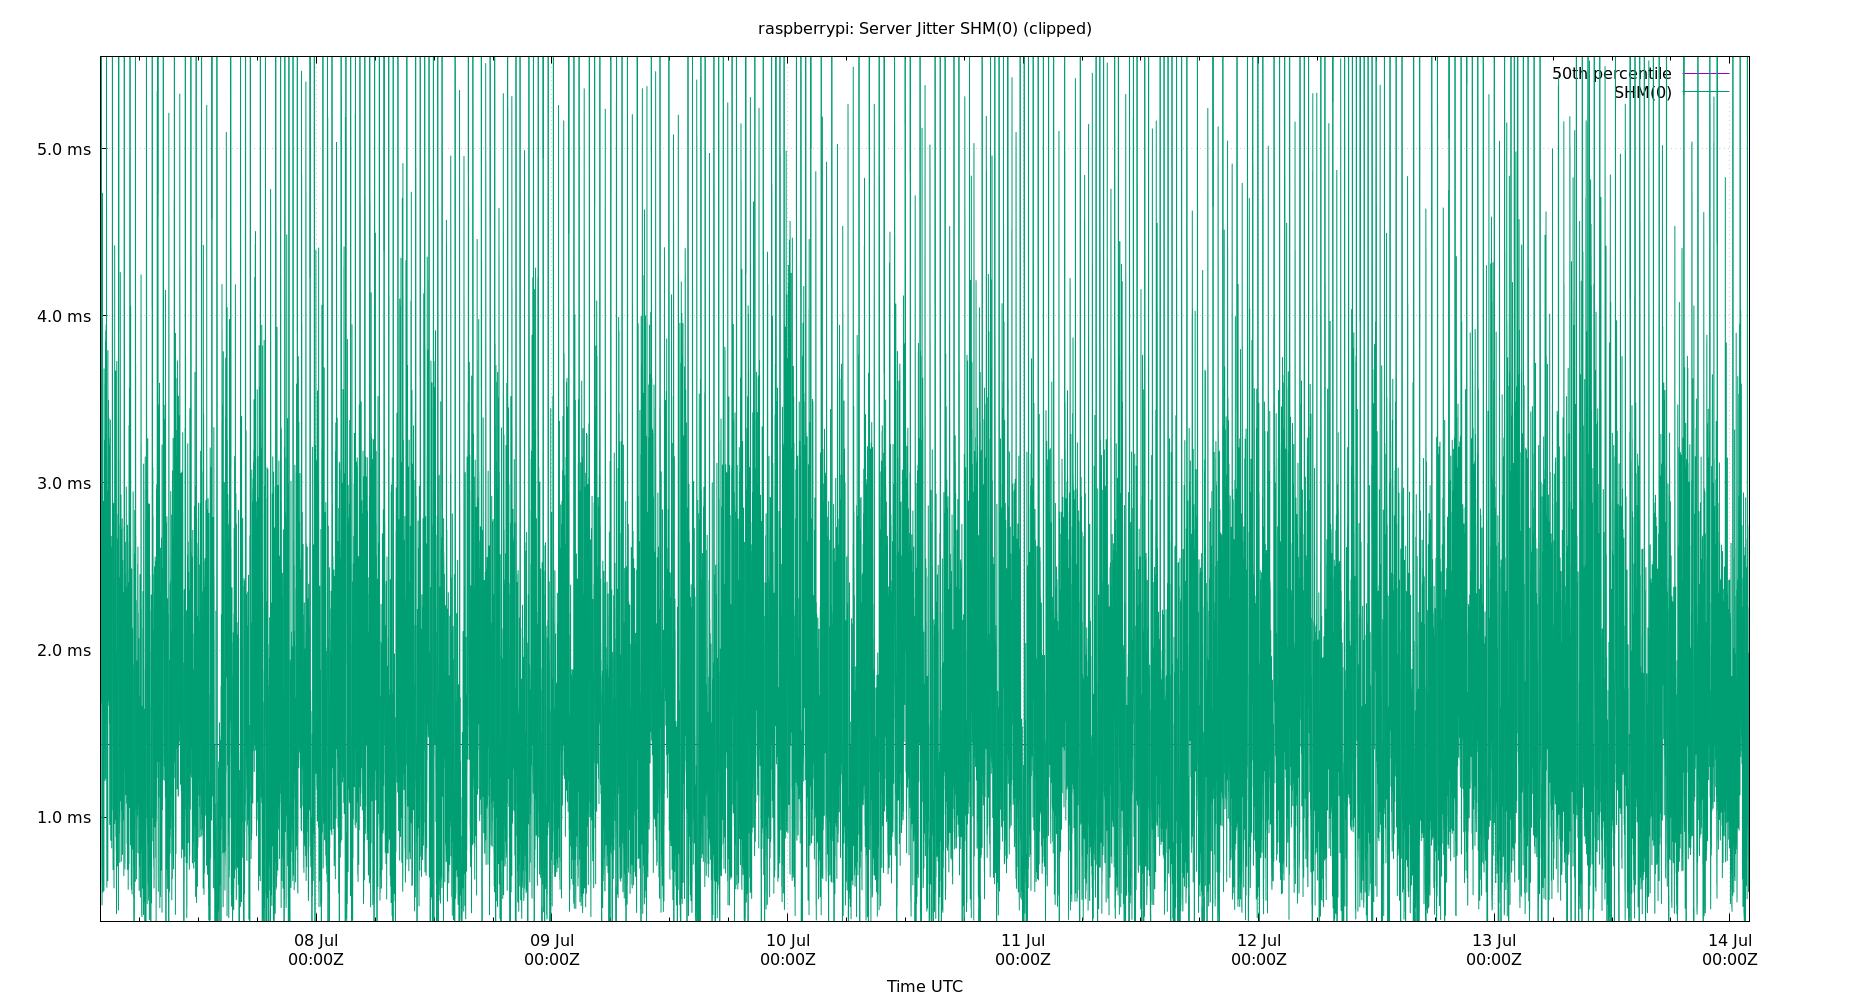 raspberrypi: Server Jitter SHM(0) (clipped)
50th percentile
SHM(0)
5.0 ms
4.0 ms
3.0 ms
2.0 ms
1.0 ms
08 Jul 09 Jul 10 Jul 11 Jul 12 Jul 13 Jul 14 Jul
00:00Z 00:00Z 00:00Z 00:00Z 00:00Z 00:00Z 00:00Z
Time UTC